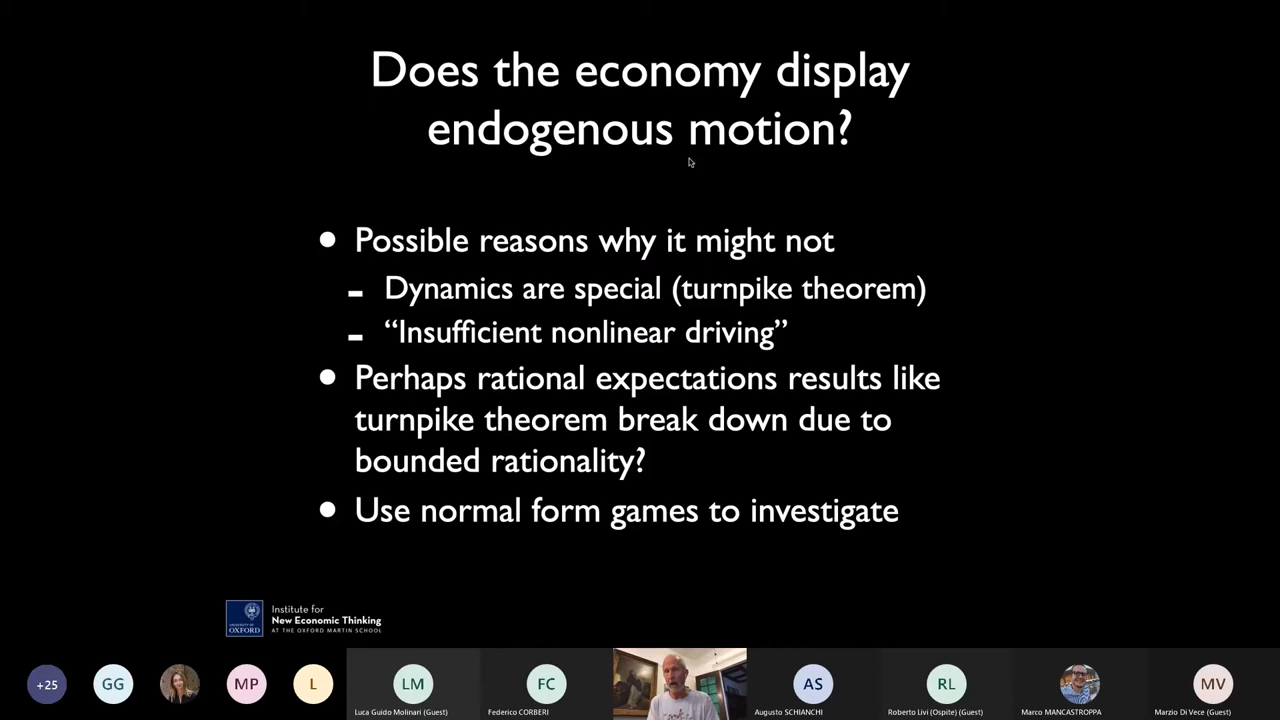 Does the economy display
endogenous motion?
• Possible reasons why it might not
- Dynamics are special (turnpike theorem)
- “Insufficient nonlinear driving”
• Perhaps rational expectations results like
turnpike theorem break down due to
bounded rationality?
• Use normal form games to investigate
UNIVERSITY OF
OXFORD
Institute for
New Economic Thinking
AT THE OXFORD MARTIN SCHOOL
+25
GG
MP
L
LM
FC
AS
RL
MV
Luca Guido Molinari (Guest)
Federico CORBERI
Augusto SCHIANCHI
Roberto Livi (Ospite) (Guest)
Marco MANCASTROPPA
Marzio Di Vece (Guest)